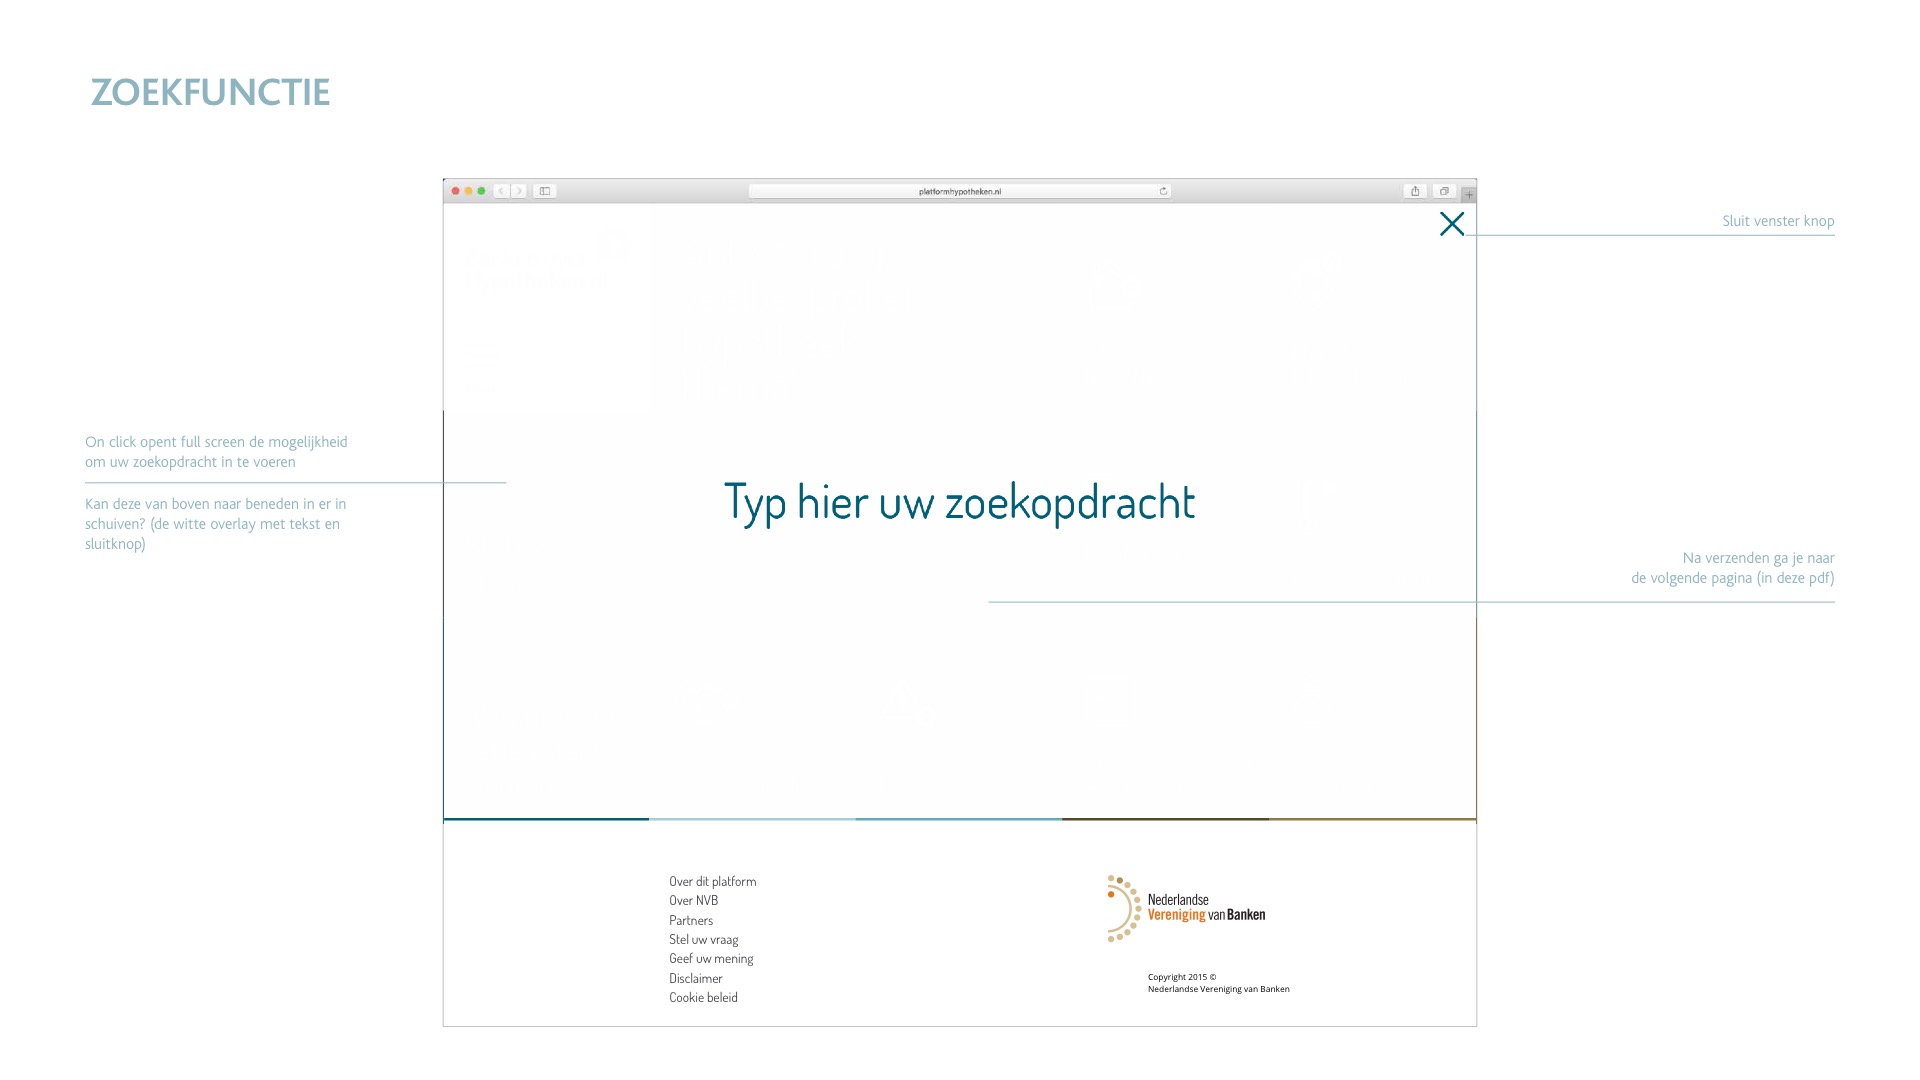 ZOEKFUNCTIE
platformhypotheken.nl
Sluit venster knop
On click opent full screen de mogelijkheid
om uw zoekopdracht in te voeren
Kan deze van boven naar beneden in er in
schuiven? (de witte overlay met tekst en
sluitknop)
Typ hier uw zoekopdracht
Na verzenden ga je naar
de volgende pagina (in deze pdf)
Over dit platform
Over NVB
Partners
Stel uw vraag
Geef uw mening
Disclaimer
Cookie beleid
Nederlandse
Vereniging van Banken
Copyright 2015 ©
Nederlandse Vereniging van Banken